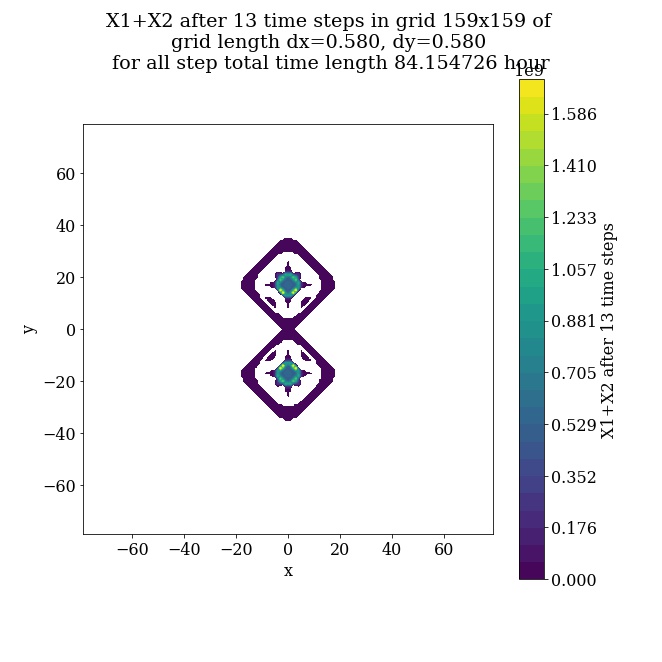 X1+X2 after 13 time steps in grid 159x159 of
grid length dx=0.580, dy=0.580
for all step total time length 84.154726 hour
1e9
1.586
1.410
1.233
1.057
0.881
0.705
0.529
0.352
0.176
0.000
X1+X2 after 13 time steps
60
40
20
0
−20
−40
−60
y
−60 −40 −20 0 20 40 60
x